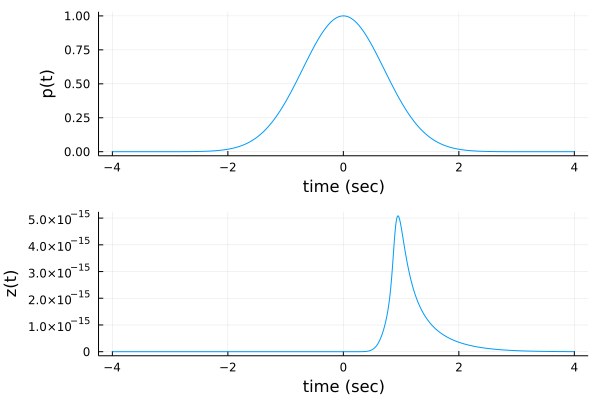 1.00
0.75
0.50
0.25
0.00
p(t)
−4 −2 0 2 4
time (sec)
5.0×10⁻¹⁵
4.0×10⁻¹⁵
3.0×10⁻¹⁵
2.0×10⁻¹⁵
1.0×10⁻¹⁵
0
z(t)
−4 −2 0 2 4
time (sec)